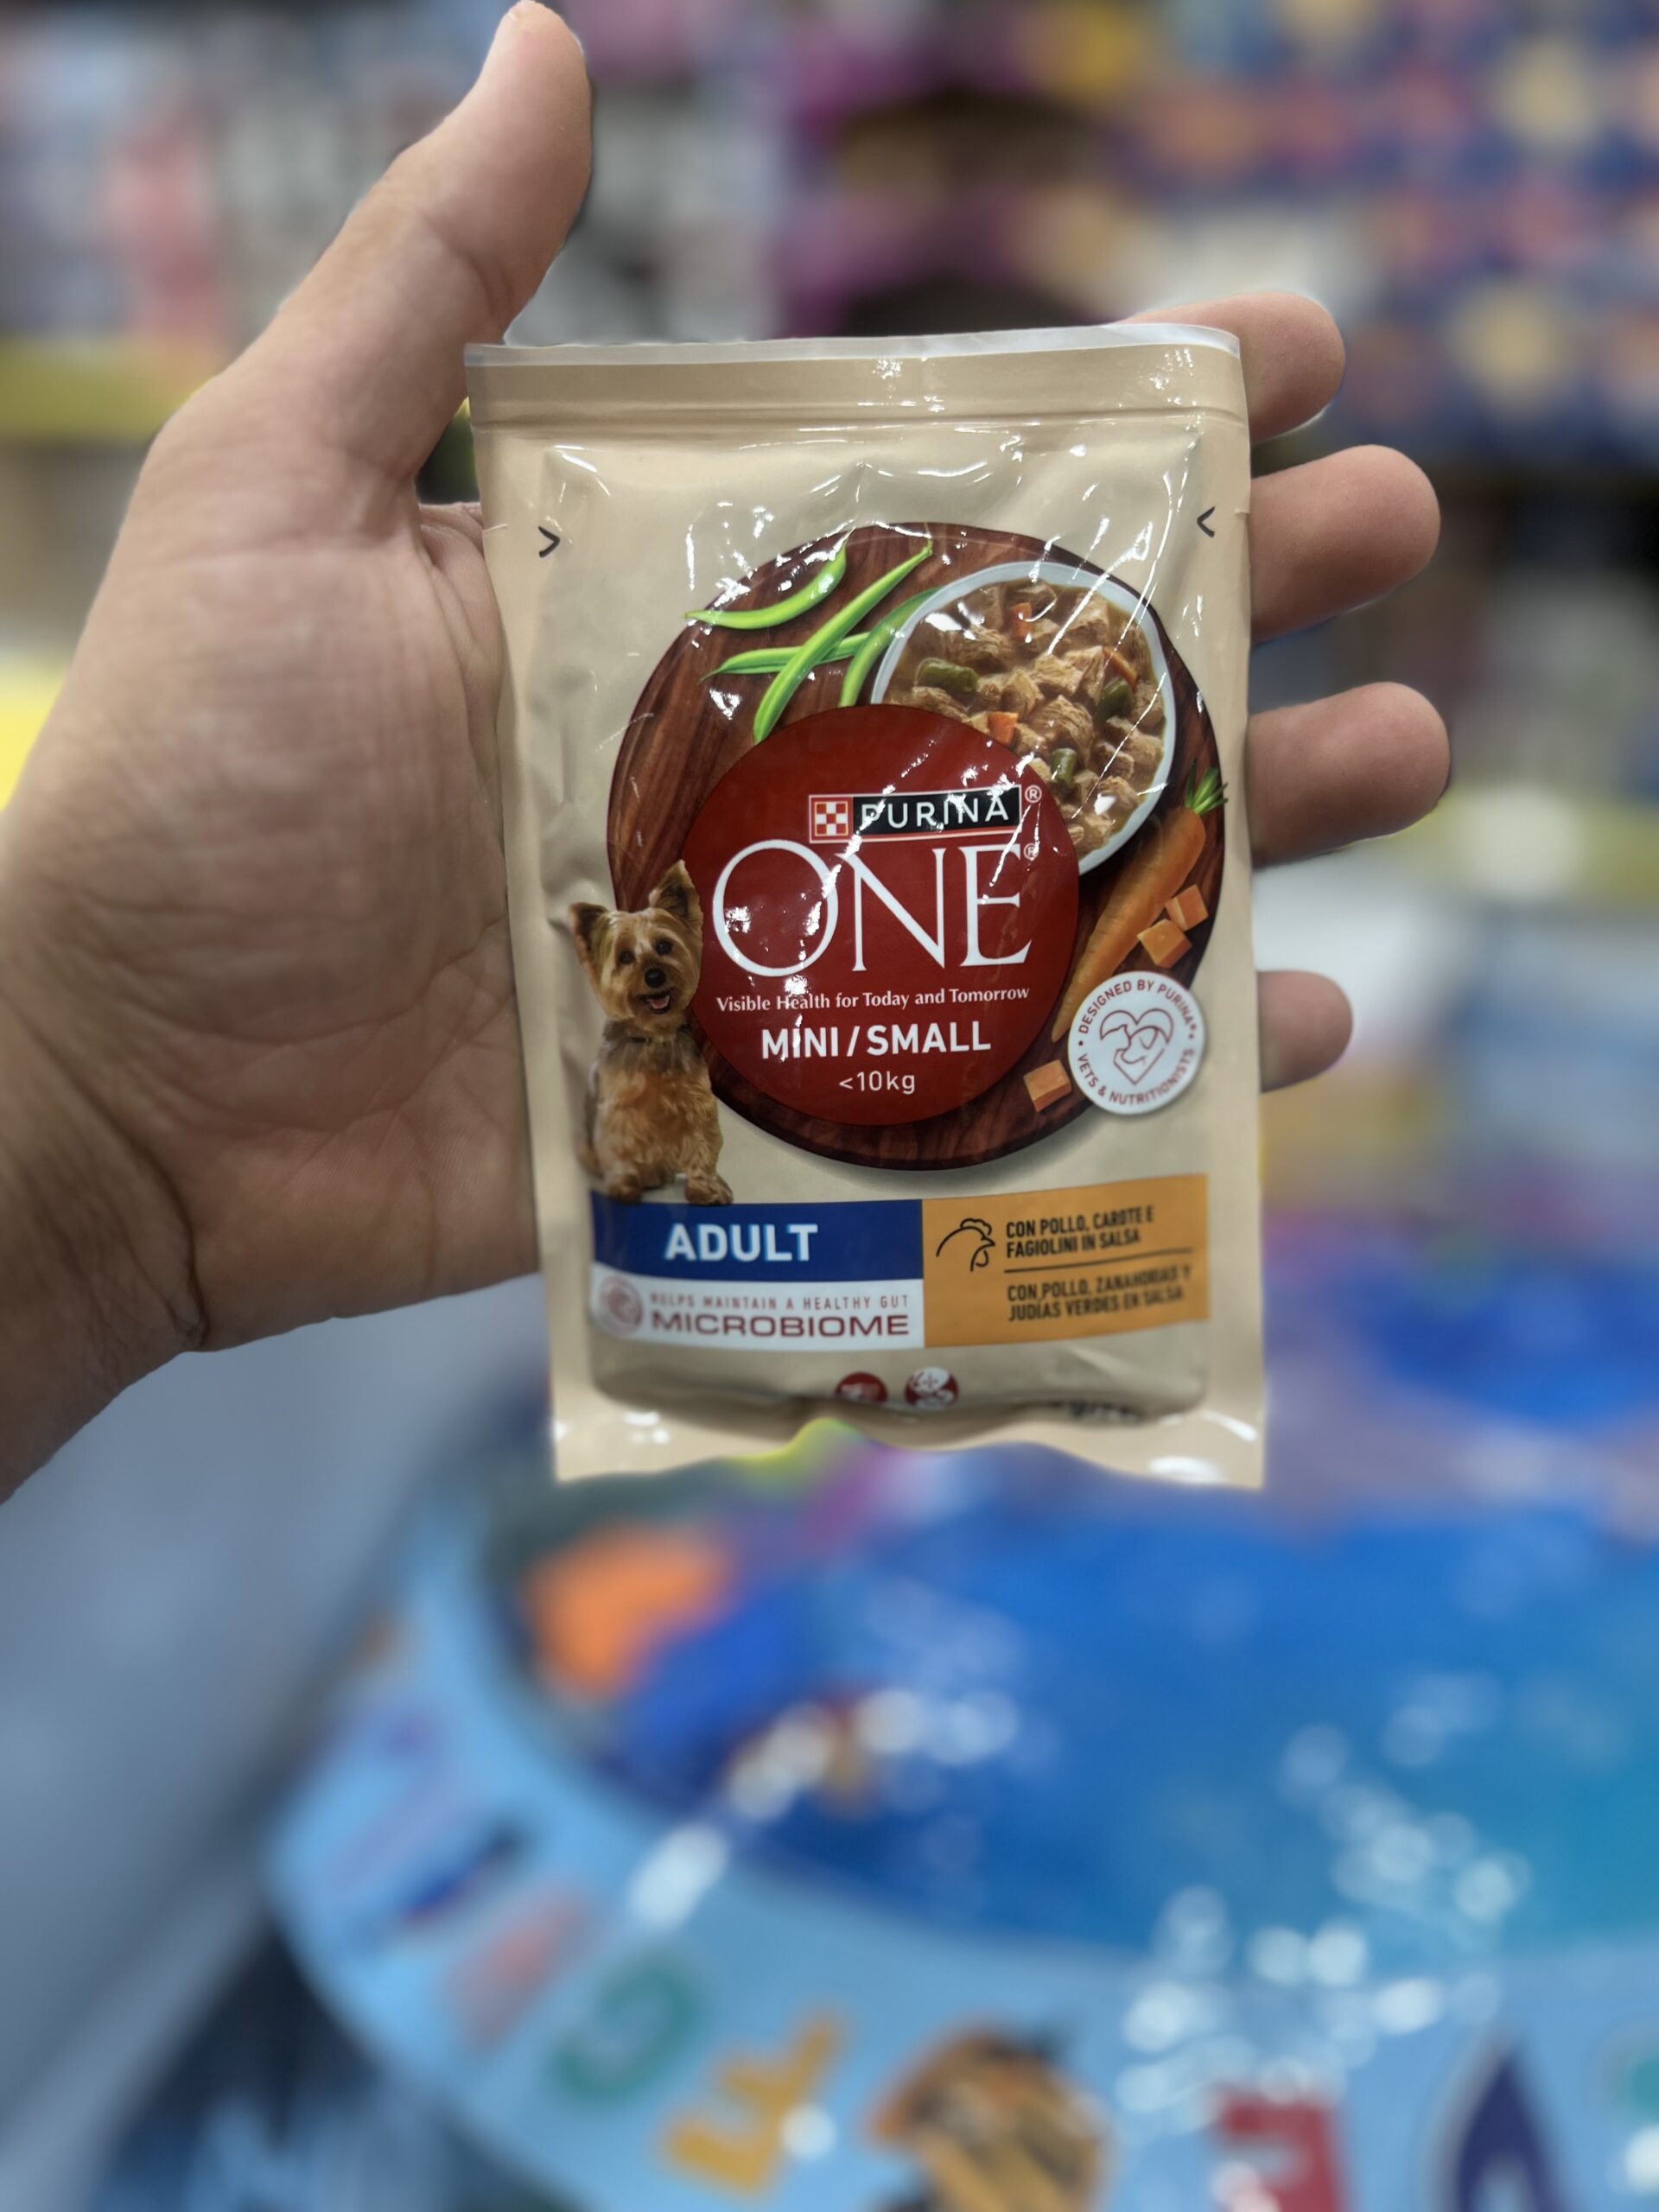 > <
PURINA®
ONE®
Visible Health for Today and Tomorrow
MINI/SMALL
<10kg
• DESIGNED BY PURINA® •
VETS & NUTRITIONISTS
ADULT
HELPS MAINTAIN A HEALTHY GUT
MICROBIOME
CON POLLO, CAROTE E
FAGIOLINI IN SALSA
CON POLLO, ZANAHORIAS Y
JUDÍAS VERDES EN SALSA